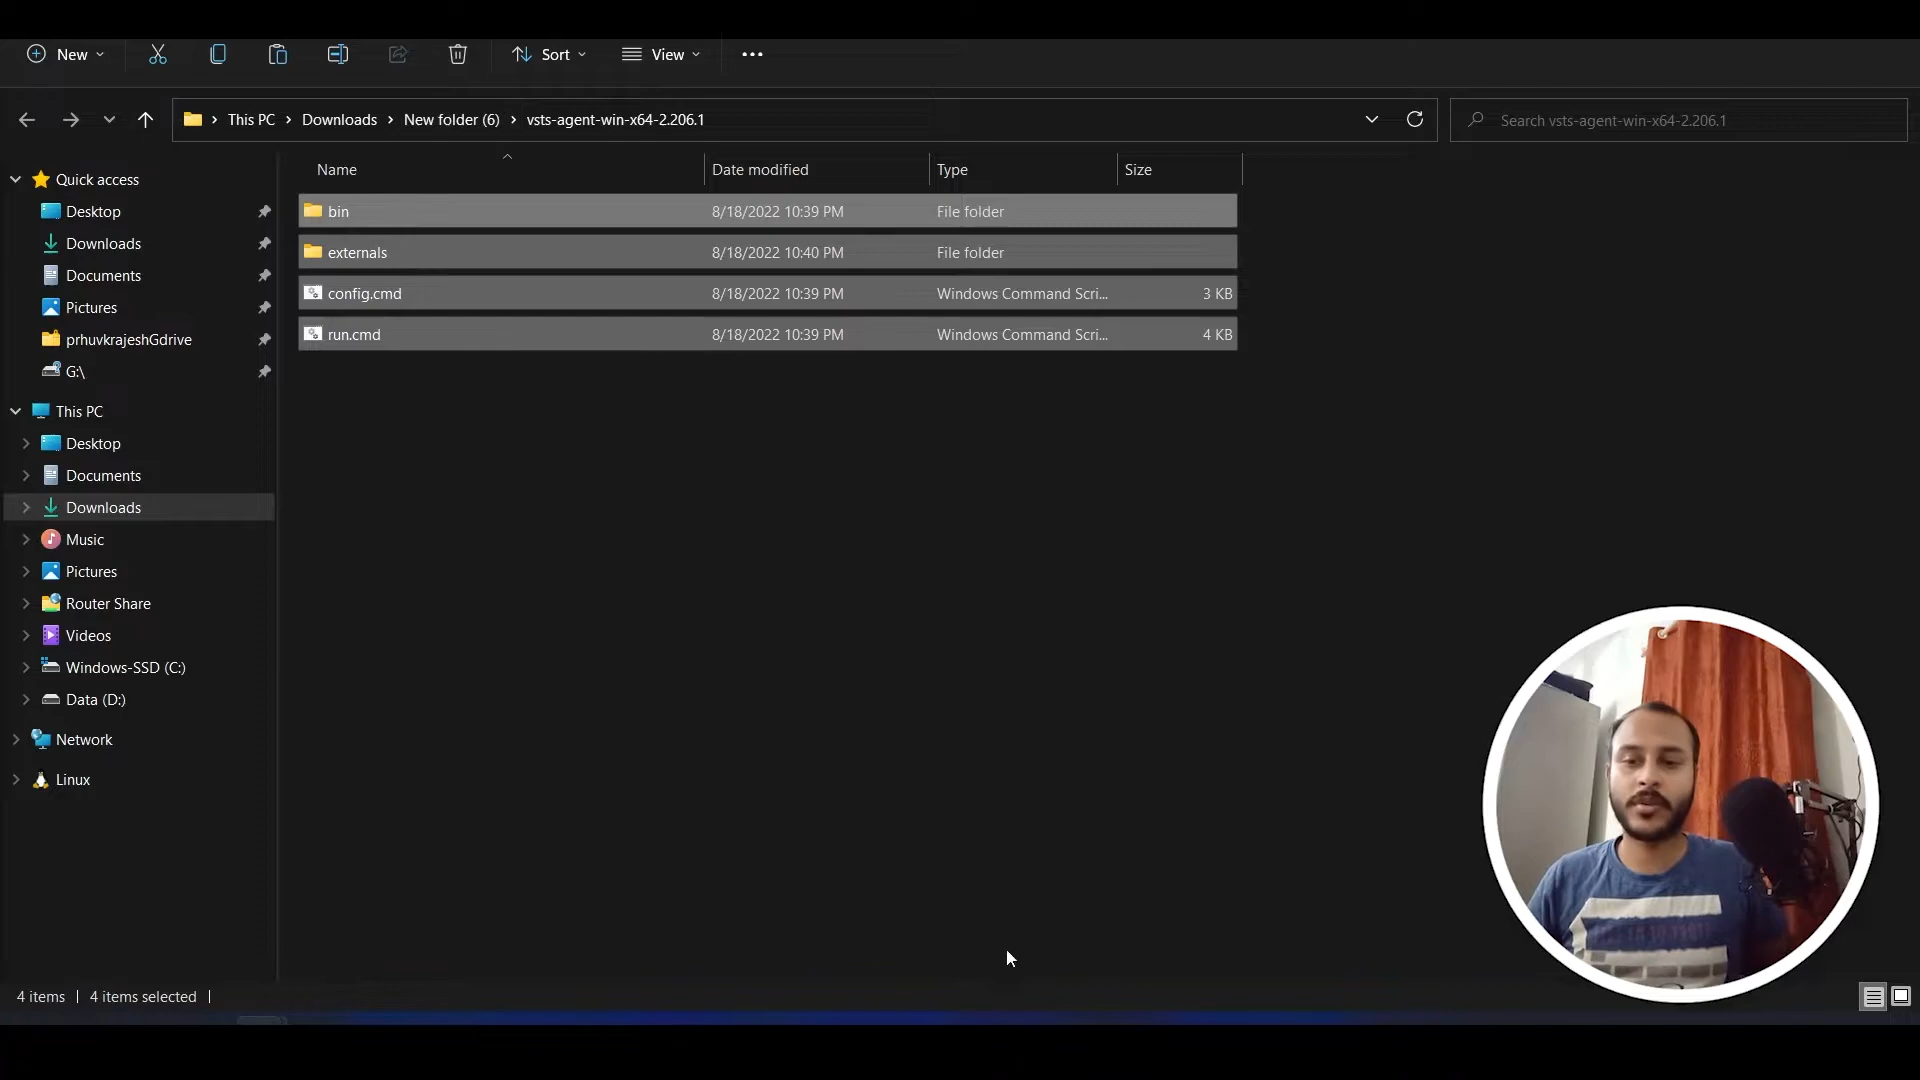 New
Sort
View
This PC
Downloads
New folder (6)
vsts-agent-win-x64-2.206.1
Search vsts-agent-win-x64-2.206.1
Quick access
Desktop
Downloads
Documents
Pictures
prhuvkrajeshGdrive
G:\
This PC
Desktop
Documents
Downloads
Music
Pictures
Router Share
Videos
Windows-SSD (C:)
Data (D:)
Network
Linux
Name Date modified Type Size
bin 8/18/2022 10:39 PM File folder
externals 8/18/2022 10:40 PM File folder
config.cmd 8/18/2022 10:39 PM Windows Command Scri... 3 KB
run.cmd 8/18/2022 10:39 PM Windows Command Scri... 4 KB
4 items 4 items selected